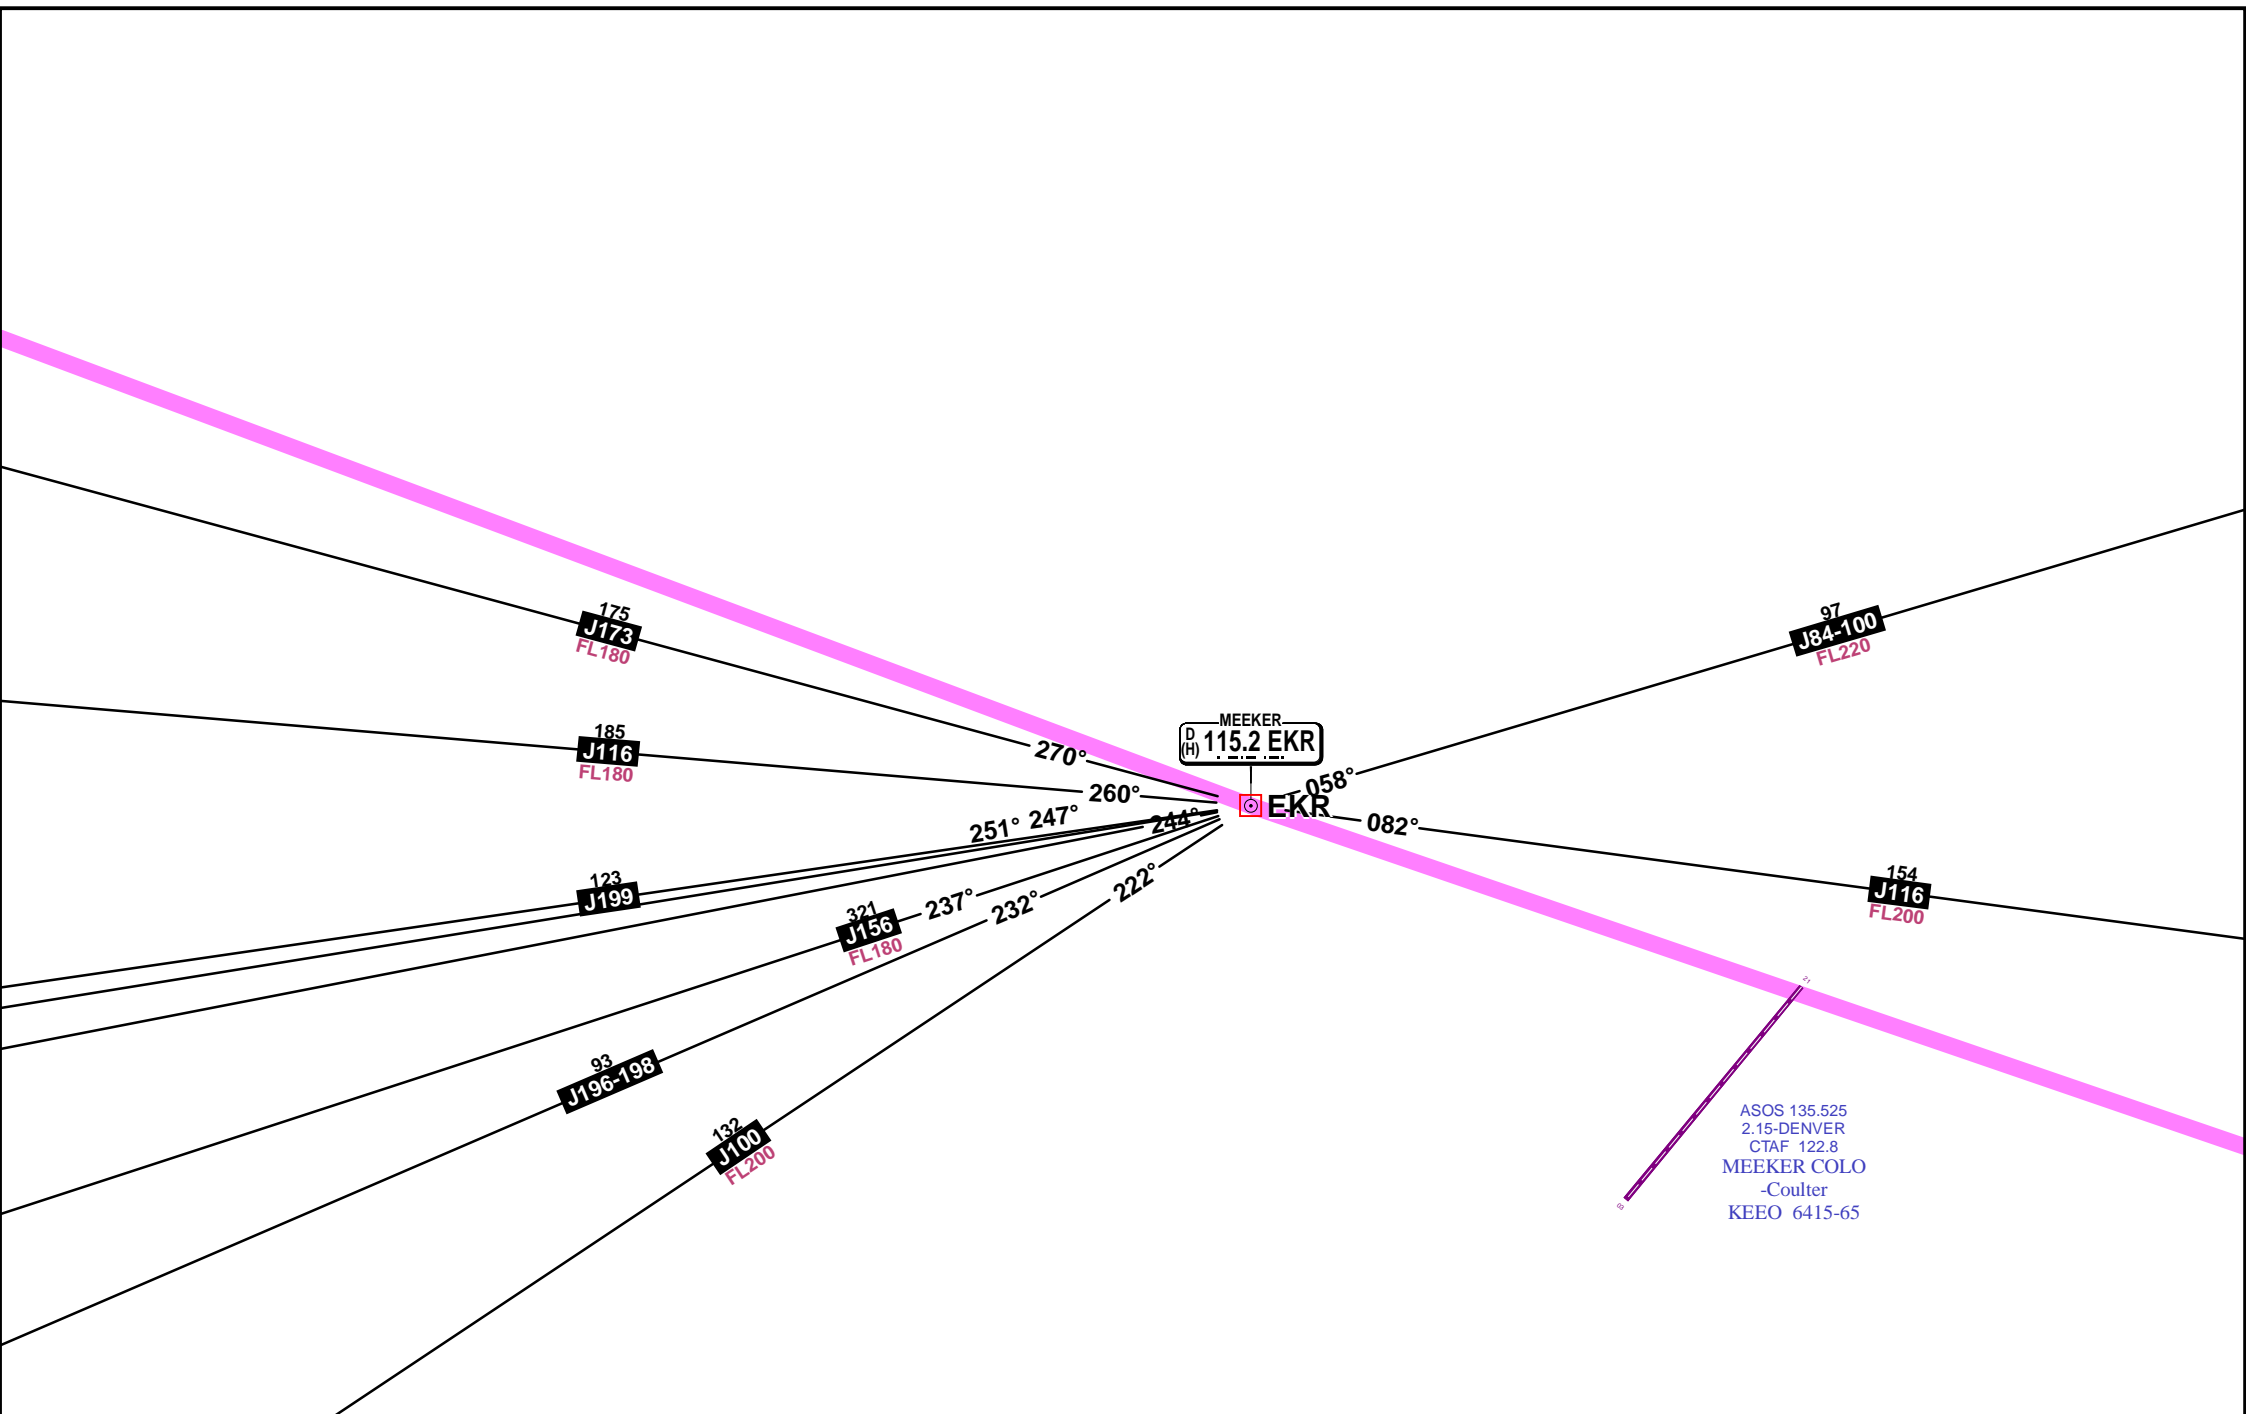 175
J173
FL180
97
J84-100
FL220
MEEKER
D
(H) 115.2 EKR
185
J116
FL180
270°
260°
058°
EKR
082°
251° 247°
244°
123
J199
321
J156
FL180
237°
232°
222°
154
J116
FL200
21
93
J196-198
132
J100
FL200
03
ASOS 135.525
2.15-DENVER
CTAF 122.8
MEEKER COLO
-Coulter
KEEO 6415-65